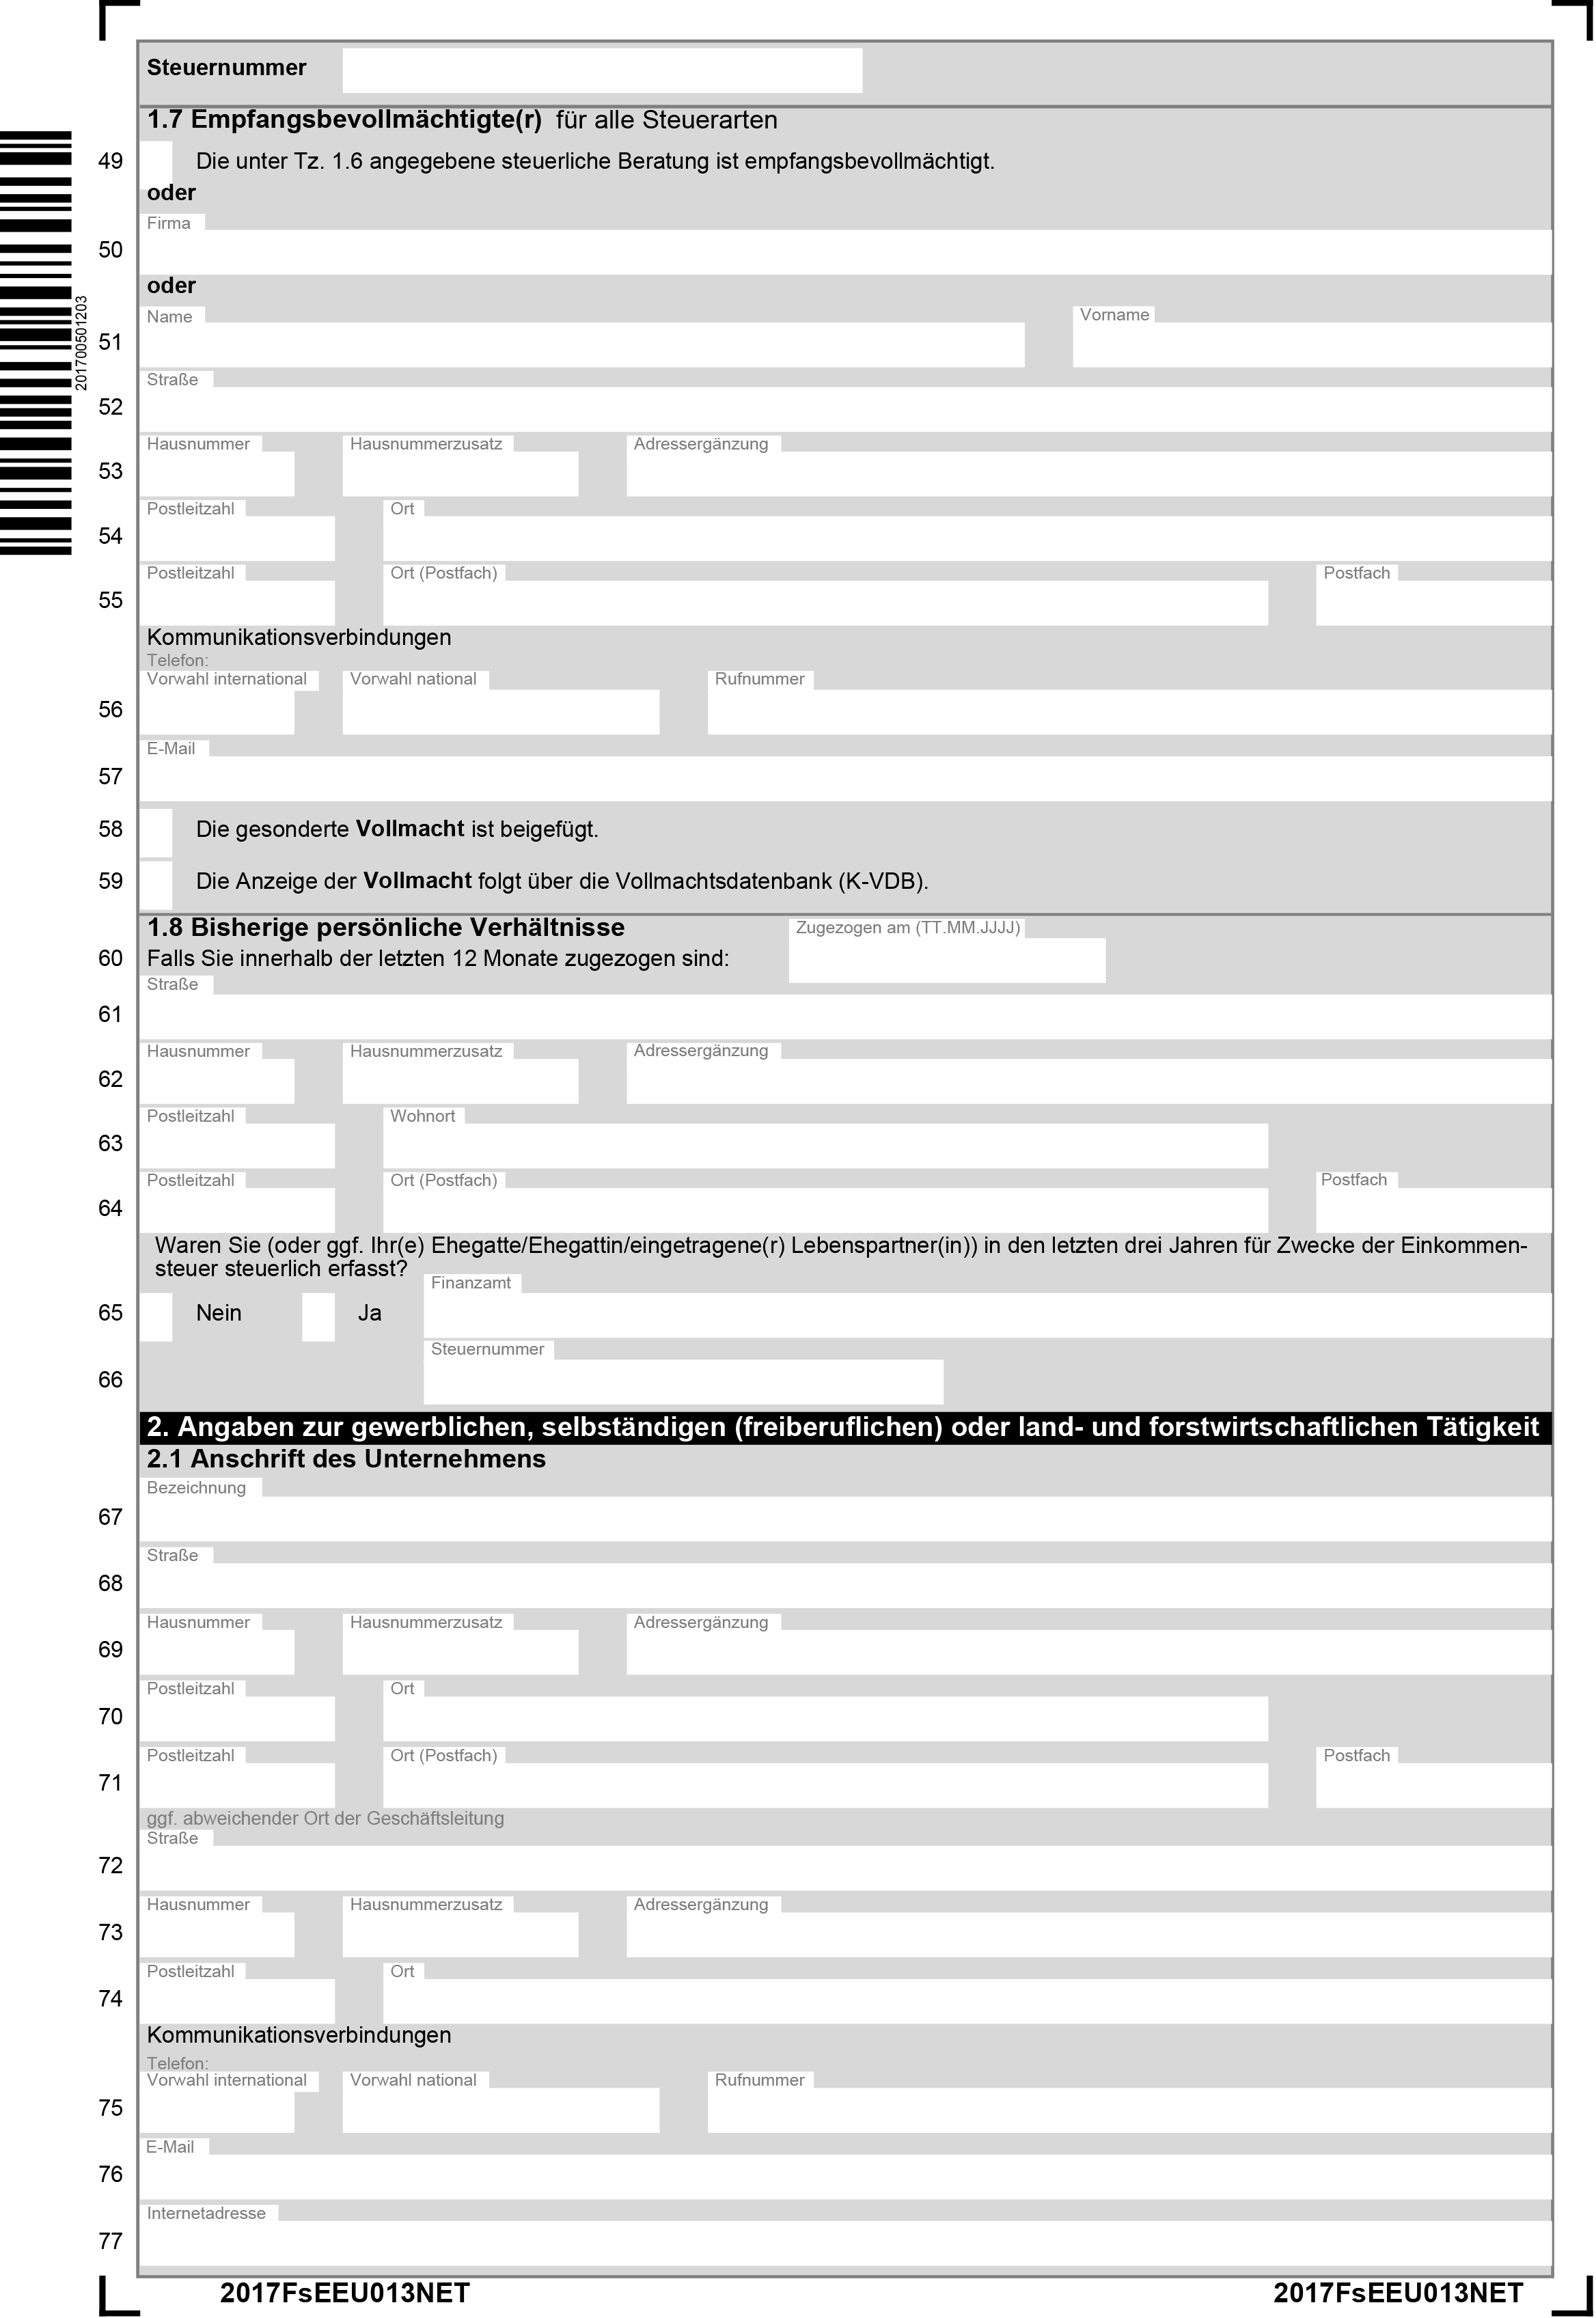 Steuernummer
1.7 Empfangsbevollmächtigte(r) für alle Steuerarten
49 Die unter Tz. 1.6 angegebene steuerliche Beratung ist empfangsbevollmächtigt.
oder
Firma
50
oder
201700501203
Name Vorname
51
Straße
52
Hausnummer Hausnummerzusatz Adressergänzung
53
Postleitzahl Ort
54
Postleitzahl Ort (Postfach) Postfach
55
Kommunikationsverbindungen
Telefon:
Vorwahl international Vorwahl national Rufnummer
56
E-Mail
57
58 Die gesonderte Vollmacht ist beigefügt.
59 Die Anzeige der Vollmacht folgt über die Vollmachtsdatenbank (K-VDB).
1.8 Bisherige persönliche Verhältnisse Zugezogen am (TT.MM.JJJJ)
60 Falls Sie innerhalb der letzten 12 Monate zugezogen sind:
Straße
61
Hausnummer Hausnummerzusatz Adressergänzung
62
Postleitzahl Wohnort
63
Postleitzahl Ort (Postfach) Postfach
64
Waren Sie (oder ggf. Ihr(e) Ehegatte/Ehegattin/eingetragene(r) Lebenspartner(in)) in den letzten drei Jahren für Zwecke der Einkommen-
steuer steuerlich erfasst?
Finanzamt
65 Nein Ja
Steuernummer
66
2. Angaben zur gewerblichen, selbständigen (freiberuflichen) oder land- und forstwirtschaftlichen Tätigkeit
2.1 Anschrift des Unternehmens
Bezeichnung
67
Straße
68
Hausnummer Hausnummerzusatz Adressergänzung
69
Postleitzahl Ort
70
Postleitzahl Ort (Postfach) Postfach
71
ggf. abweichender Ort der Geschäftsleitung
Straße
72
Hausnummer Hausnummerzusatz Adressergänzung
73
Postleitzahl Ort
74
Kommunikationsverbindungen
Telefon:
Vorwahl international Vorwahl national Rufnummer
75
E-Mail
76
Internetadresse
77
2017FsEEU013NET 2017FsEEU013NET